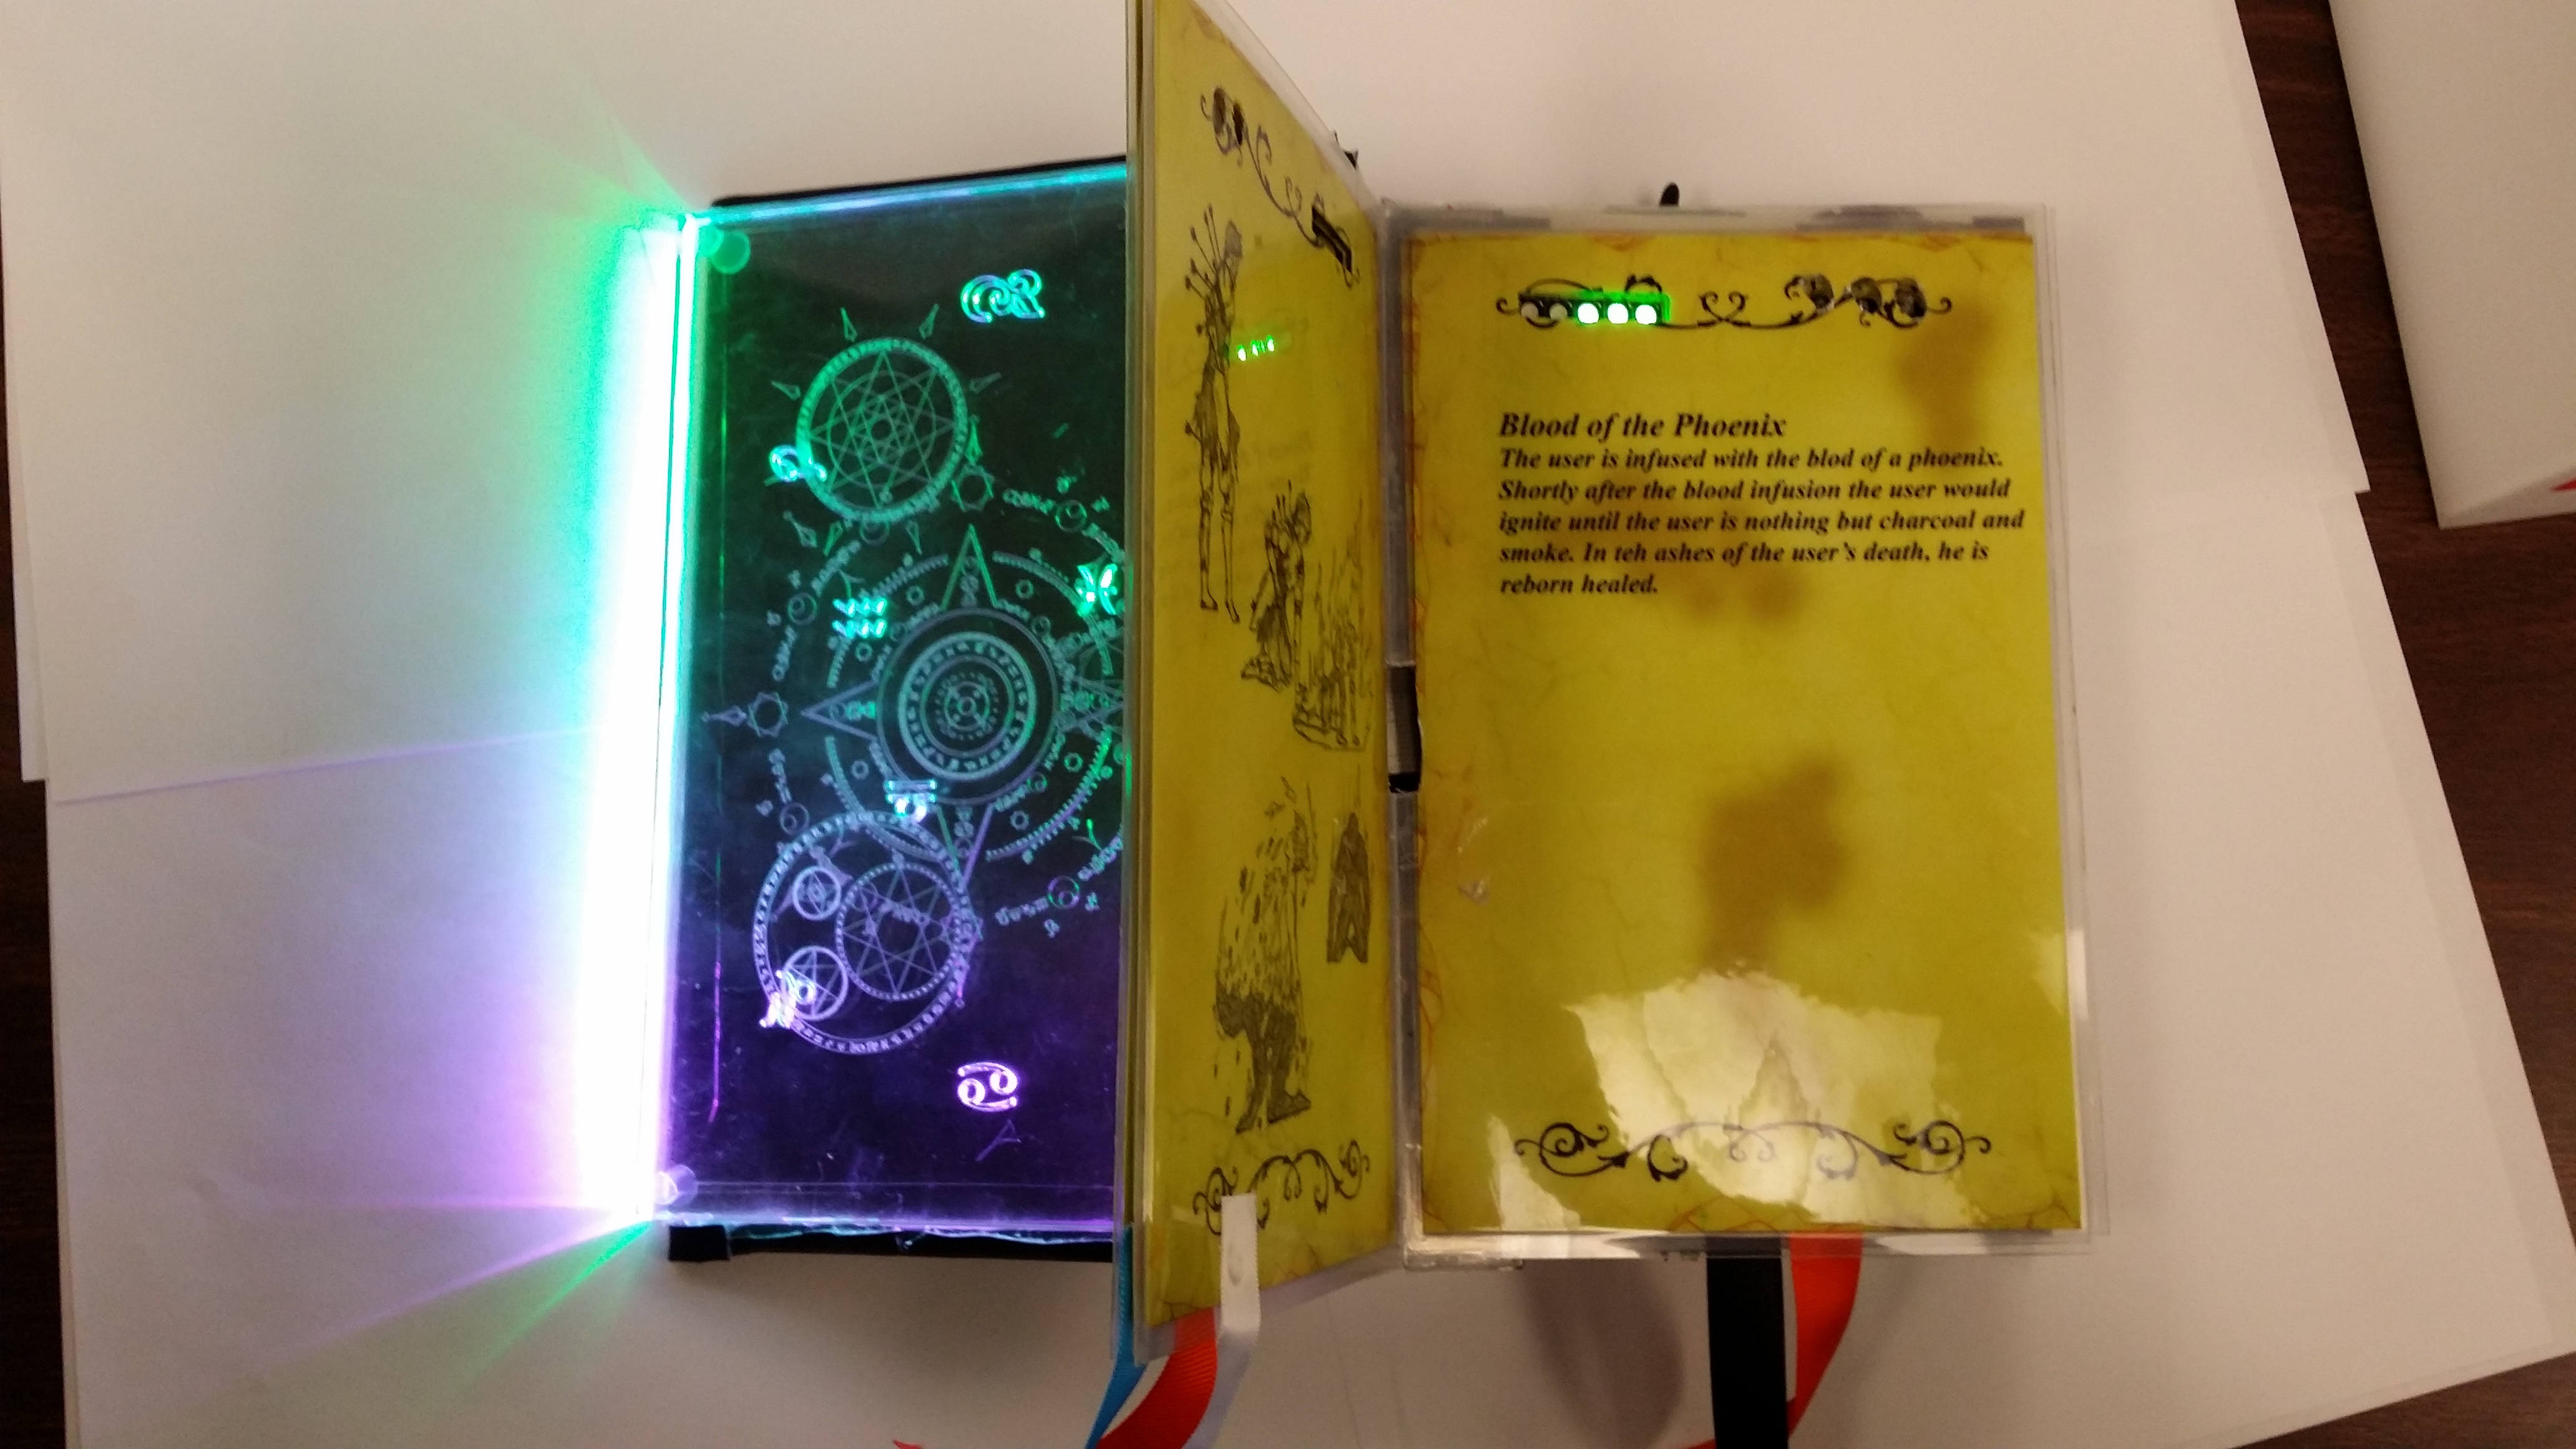 Blood of the Phoenix
The user is infused with the blod of a phoenix.
Shortly after the blood infusion the user would
ignite until the user is nothing but charcoal and
smoke. In teh ashes of the user's death, he is
reborn healed.